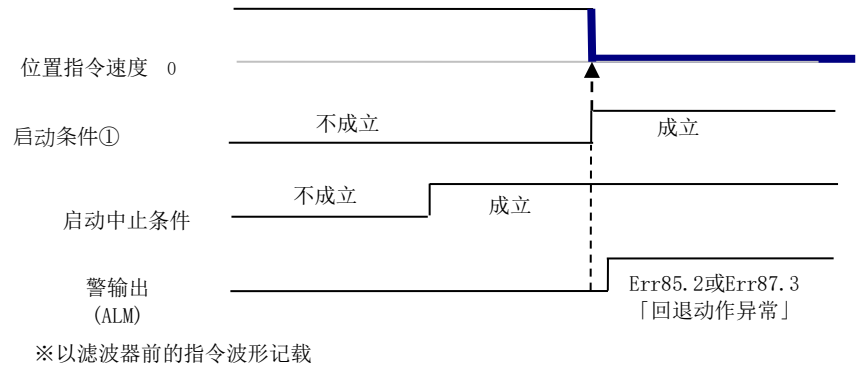 位置指令速度 0
启动条件① 不成立 成立
启动中止条件 不成立 成立
警输出
(ALM)
Err85.2或Err87.3
「回退动作异常」
※以滤波器前的指令波形记载